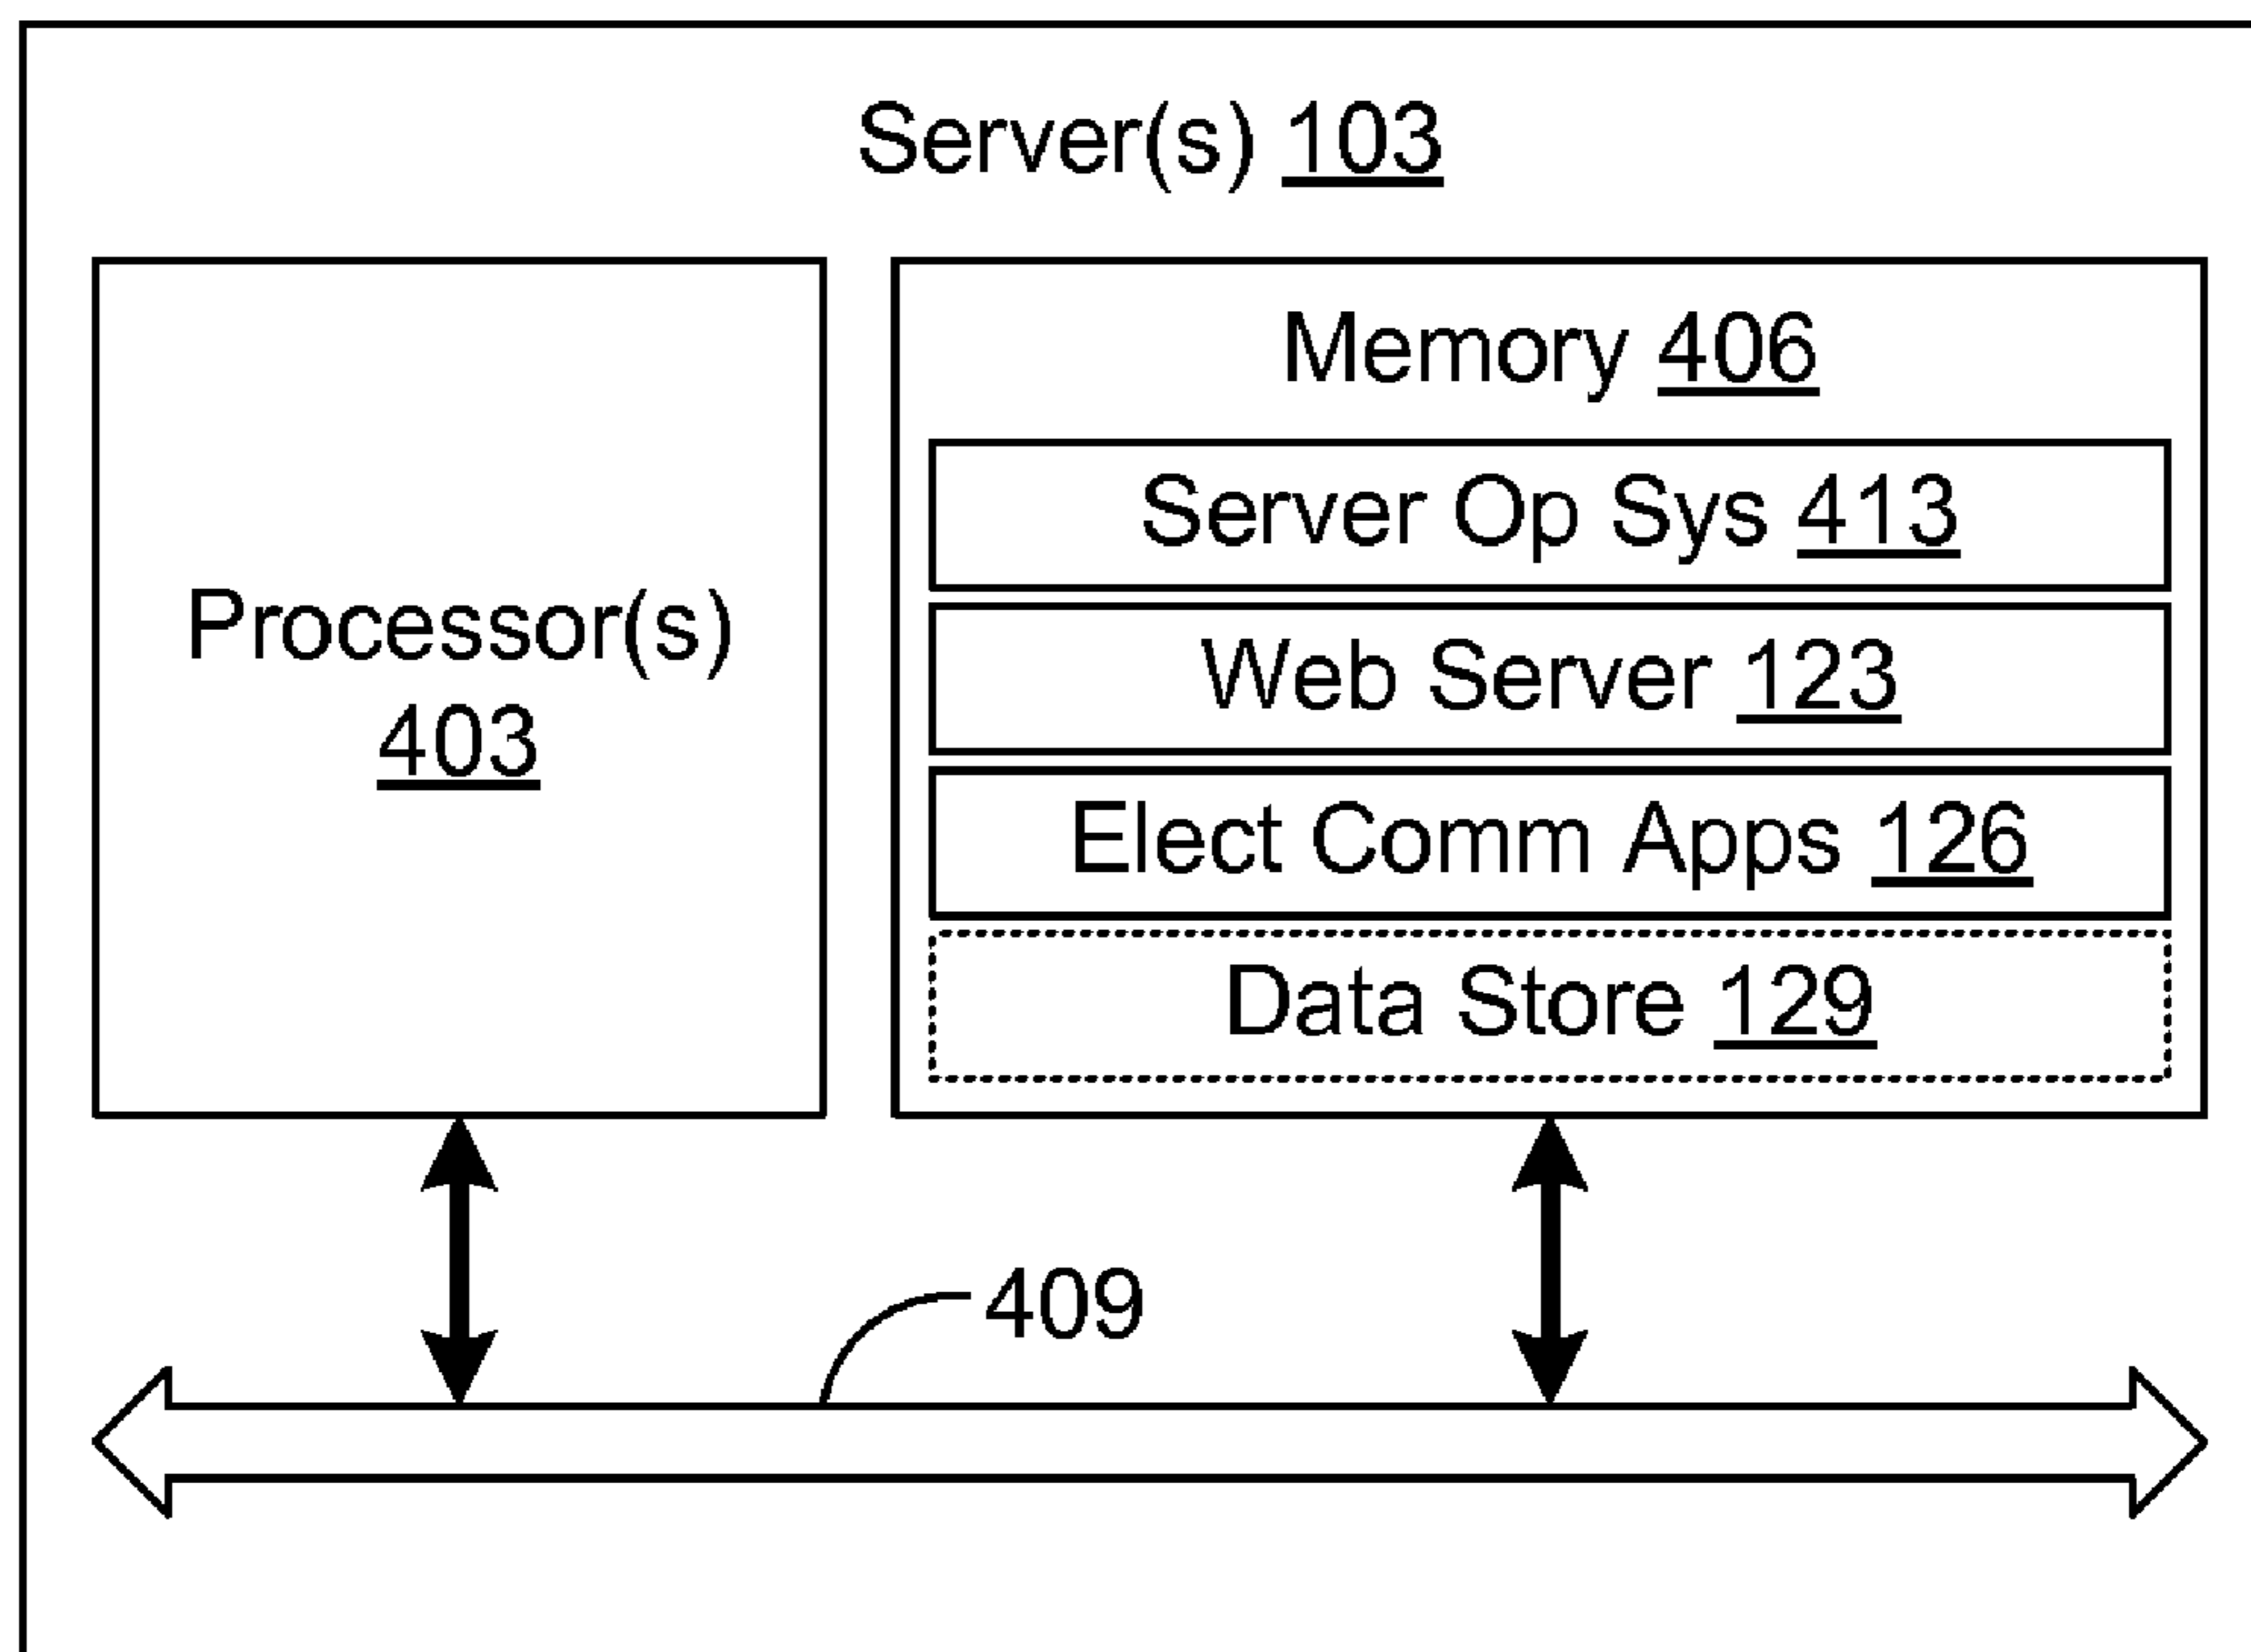 Server(s) 103
Processor(s)
403
Memory 406
Server Op Sys 413
Web Server 123
Elect Comm Apps 126
Data Store 129
409